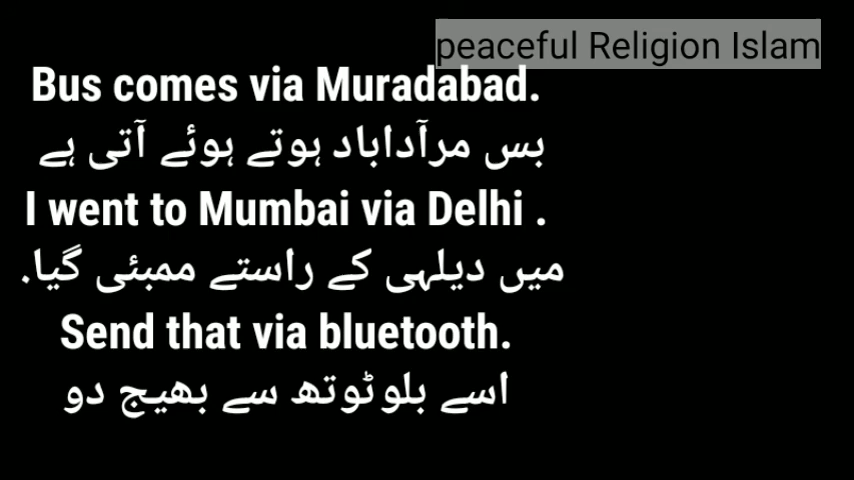 peaceful Religion Islam
Bus comes via Muradabad.
بس مرآداباد ہوتے ہوئے آتی ہے
I went to Mumbai via Delhi .
میں دیلہی کے راستے ممبئی گیا.
Send that via bluetooth.
اسے بلوٹوتھ سے بھیج دو